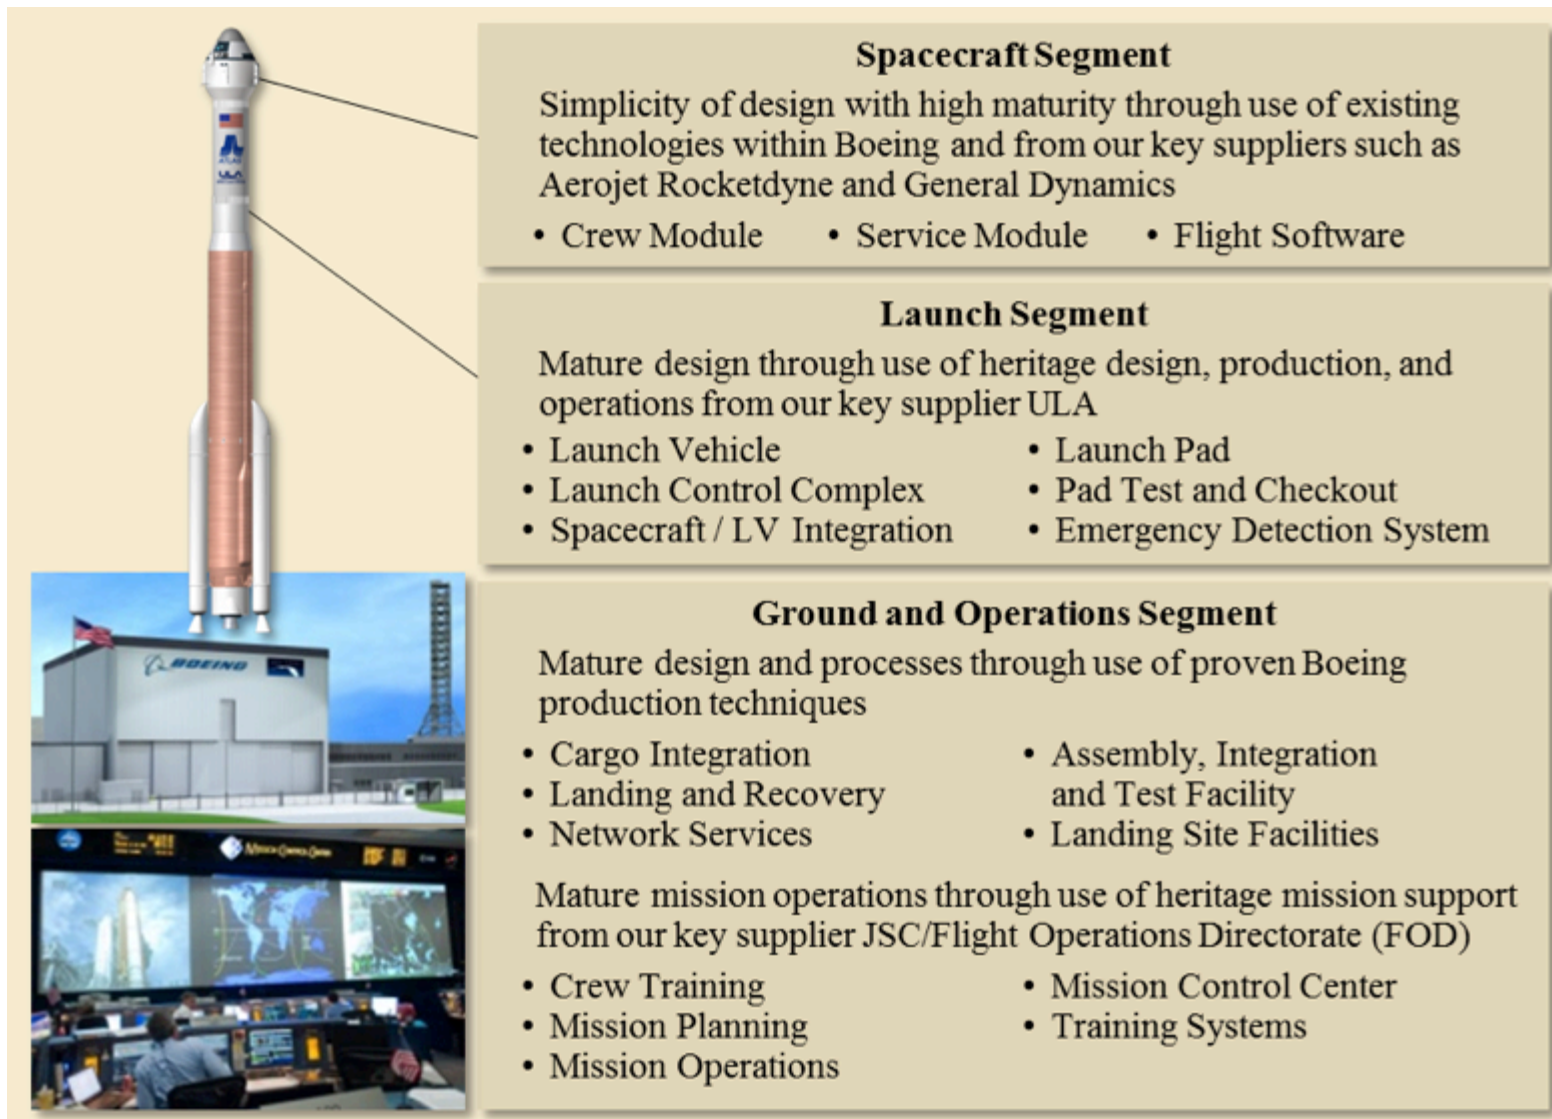 Spacecraft Segment
Simplicity of design with high maturity through use of existing
technologies within Boeing and from our key suppliers such as
Aerojet Rocketdyne and General Dynamics
• Crew Module • Service Module • Flight Software
Launch Segment
Mature design through use of heritage design, production, and
operations from our key supplier ULA
• Launch Vehicle
• Launch Control Complex
• Spacecraft / LV Integration
• Launch Pad
• Pad Test and Checkout
• Emergency Detection System
Ground and Operations Segment
Mature design and processes through use of proven Boeing
production techniques
• Cargo Integration
• Landing and Recovery
• Network Services
• Assembly, Integration
and Test Facility
• Landing Site Facilities
Mature mission operations through use of heritage mission support
from our key supplier JSC/Flight Operations Directorate (FOD)
• Crew Training
• Mission Planning
• Mission Operations
• Mission Control Center
• Training Systems
ATLAS
ULA
BOEING
MISSION CONTROL CENTER